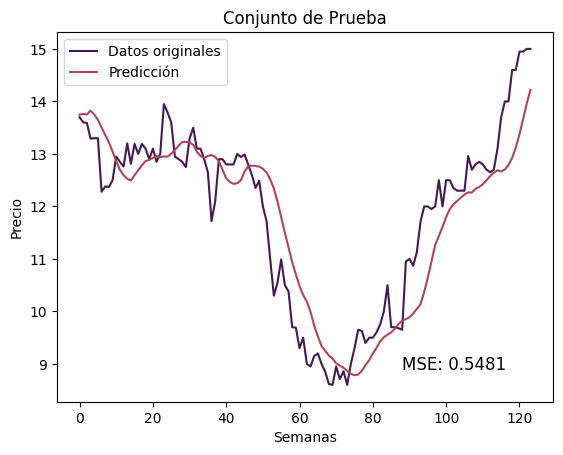 Conjunto de Prueba
Datos originales
Predicción
Precio
15
14
13
12
11
10
9
MSE: 0.5481
0 20 40 60 80 100 120
Semanas